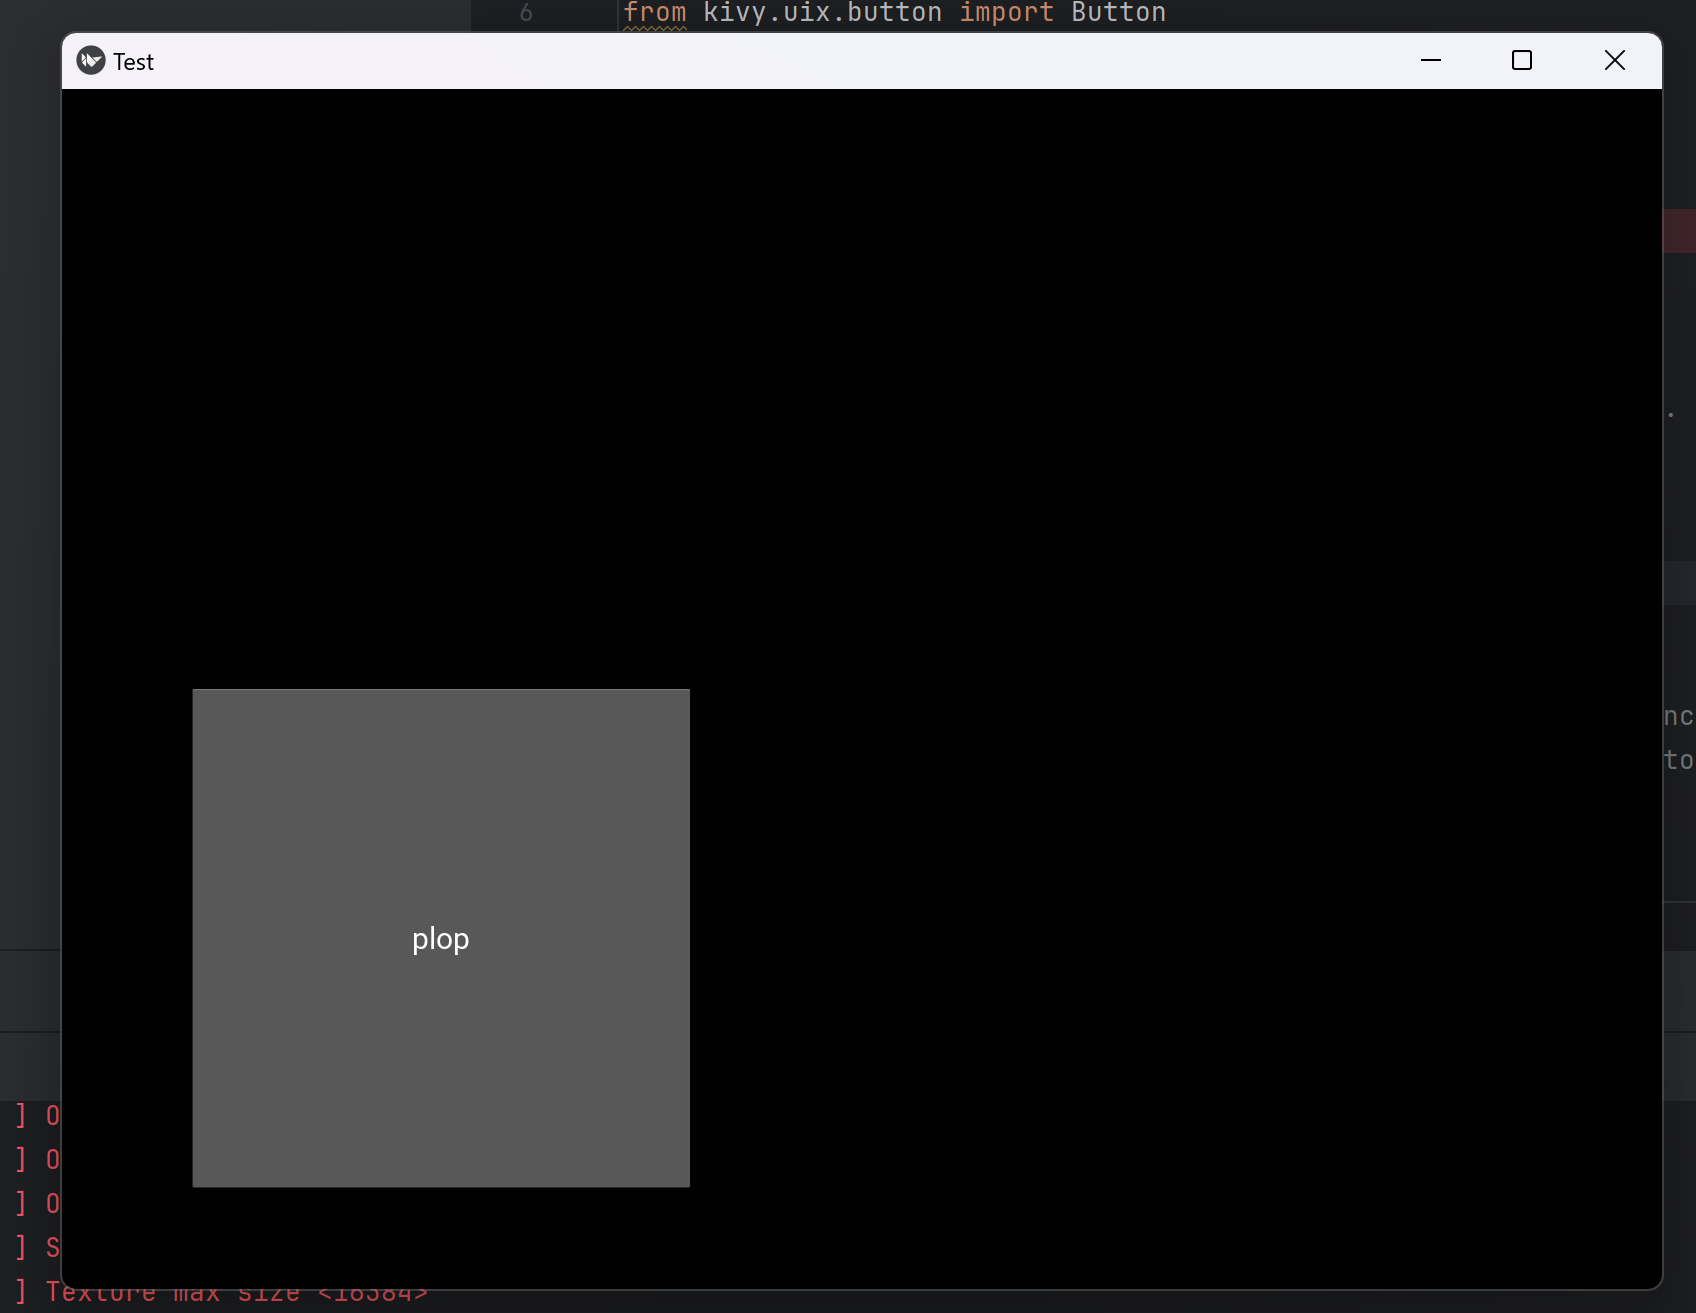 6 from kivy.uix.button import Button
Test
.
nc
to
plop
] O
] O
] O
] S
] Texture max size <16384>